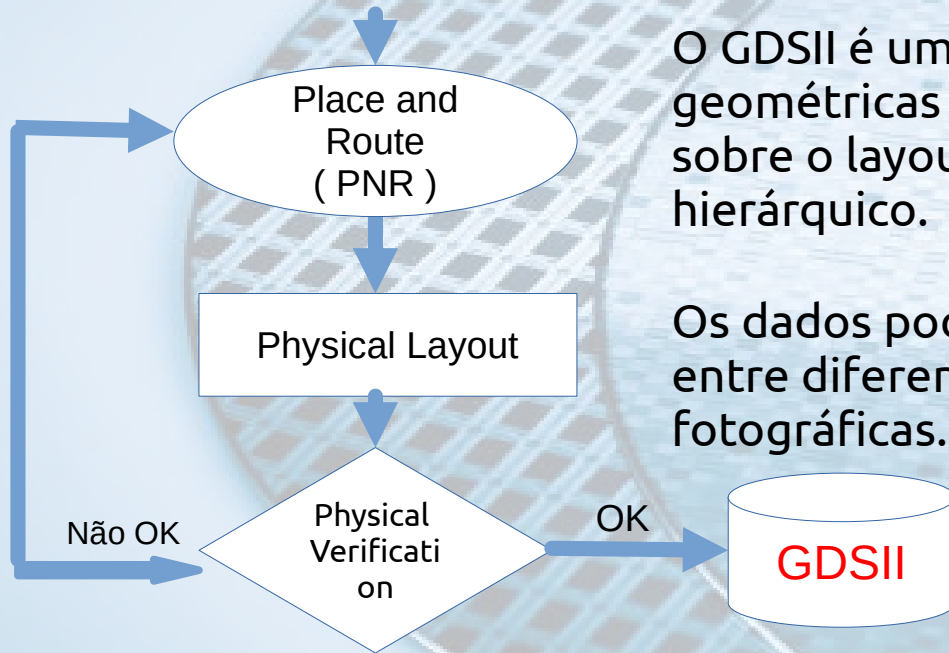 Place and
Route
( PNR )
Physical Layout
Physical
Verificati
on
Não OK
OK
GDSII
O GDSII é um
geométricas
sobre o layou
hierárquico.
Os dados pod
entre diferen
fotográficas.